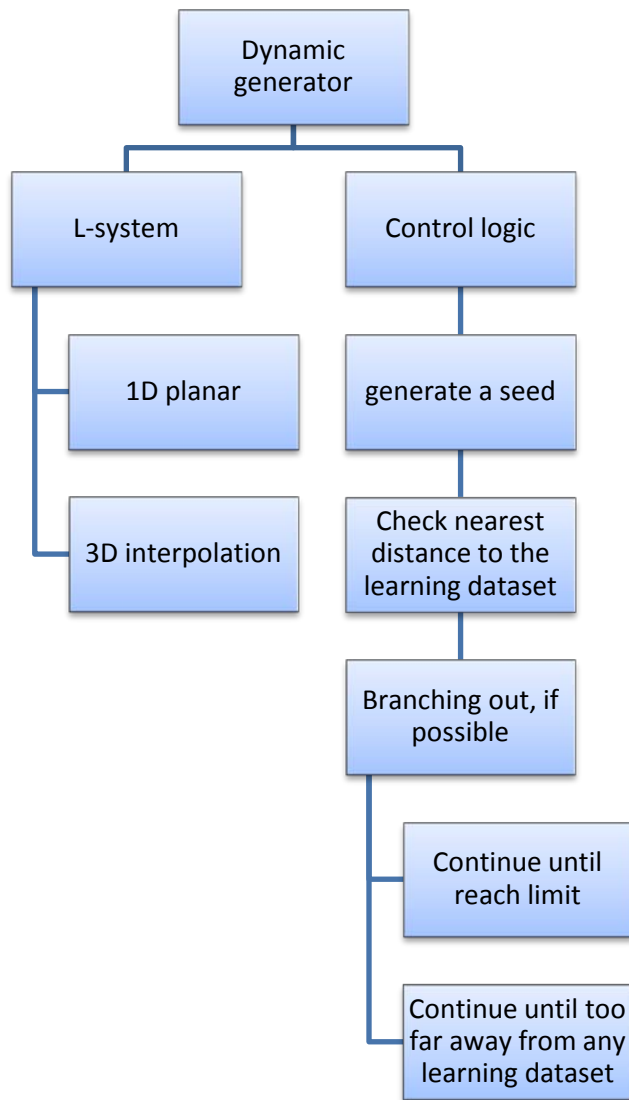 Dynamic
generator
L-system
Control logic
1D planar
generate a seed
3D interpolation
Check nearest
distance to the
learning dataset
Branching out, if
possible
Continue until
reach limit
Continue until too
far away from any
learning dataset